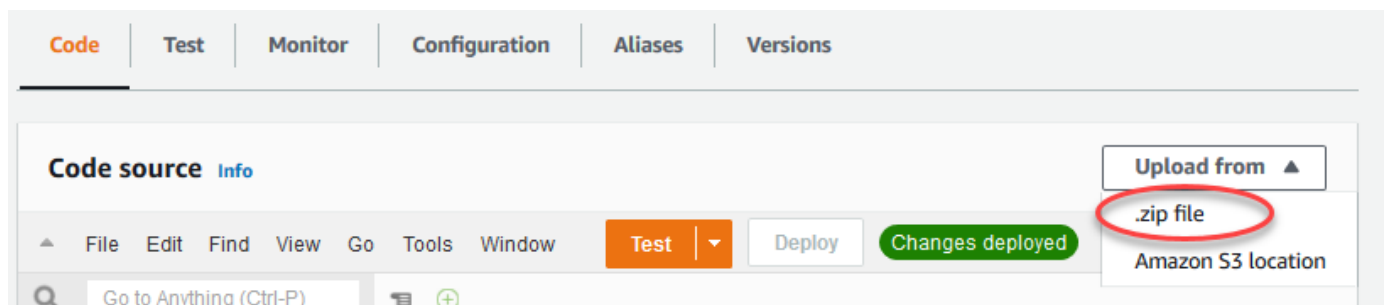 Code Test Monitor Configuration Aliases Versions
Code source Info
Upload from
.zip file
Amazon S3 location
File Edit Find View Go Tools Window Test Deploy Changes deployed
Go to Anything (Ctrl-P)